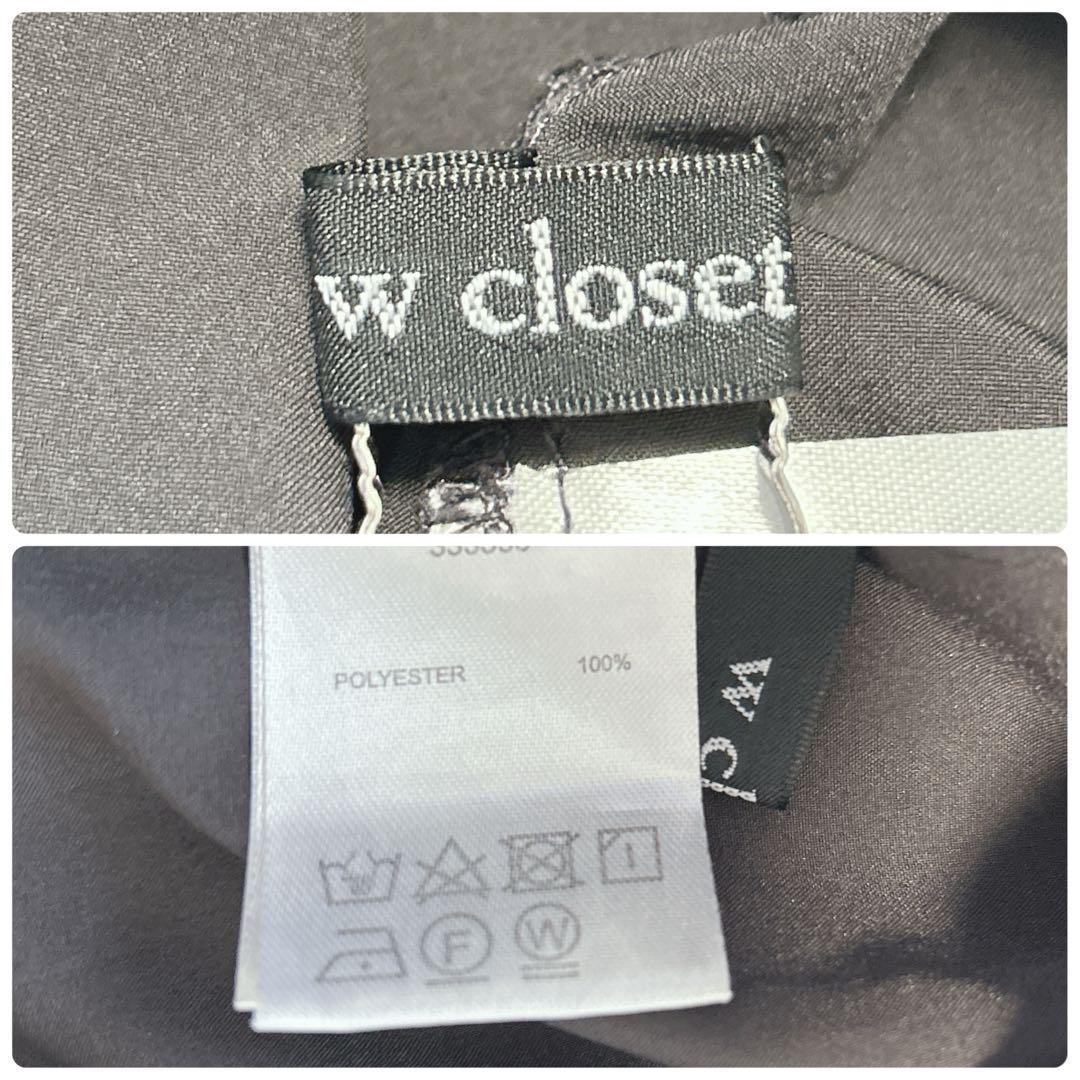 w closet
POLYESTER 100%
w c
F W